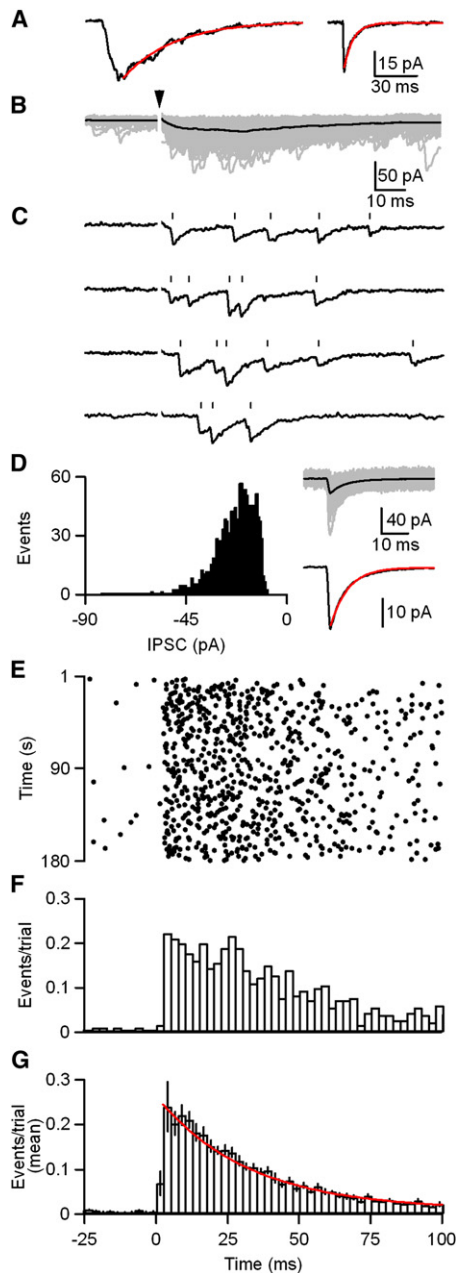 A
15 pA
30 ms
B
50 pA
10 ms
C
D
60
30
0
Events
-90
-45
0
IPSC (pA)
40 pA
10 ms
10 pA
E
1
90
180
Time (s)
F
0.3
0.2
0.1
0
Events/trial
G
0.3
0.2
0.1
0
Events/trial
(mean)
-25
0
25
50
75
100
Time (ms)